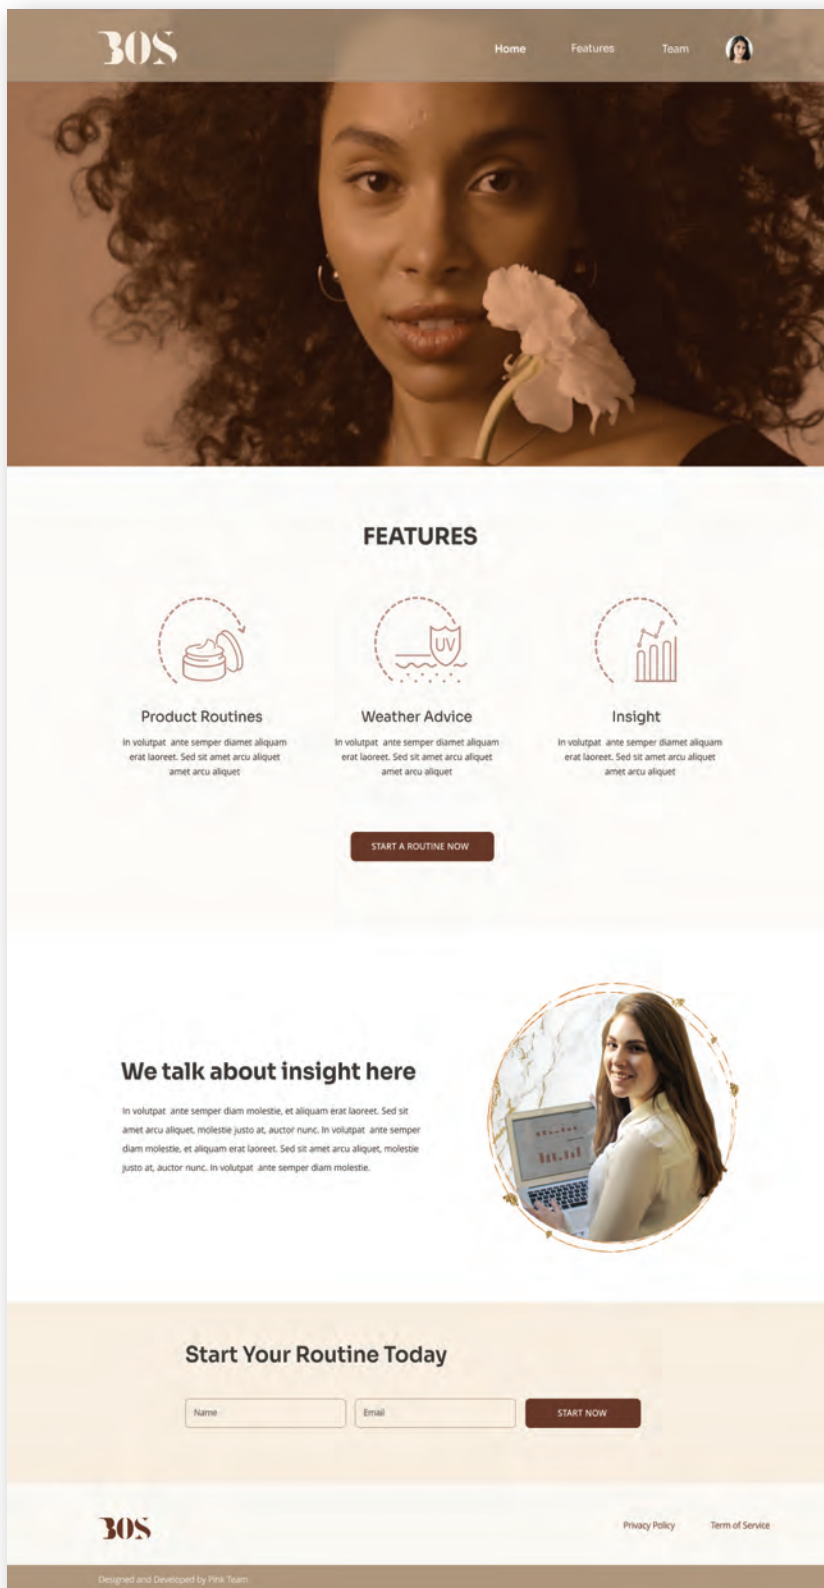 BOS
Home Features Team
FEATURES
UV
Product Routines
In volutpat ante semper diamet aliquam
erat laoreet. Sed sit amet arcu aliquet
amet arcu aliquet
Weather Advice
In volutpat ante semper diamet aliquam
erat laoreet. Sed sit amet arcu aliquet
amet arcu aliquet
Insight
In volutpat ante semper diamet aliquam
erat laoreet. Sed sit amet arcu aliquet
amet arcu aliquet
START A ROUTINE NOW
We talk about insight here
In volutpat ante semper diam molestie, et aliquam erat laoreet. Sed sit
amet arcu aliquet, molestie justo at, auctor nunc. In volutpat ante semper
diam molestie, et aliquam erat laoreet. Sed sit amet arcu aliquet, molestie
justo at, auctor nunc. In volutpat ante semper diam molestie.
Start Your Routine Today
Name Email START NOW
BOS
Privacy Policy Term of Service
Designed and Developed by Pink Team